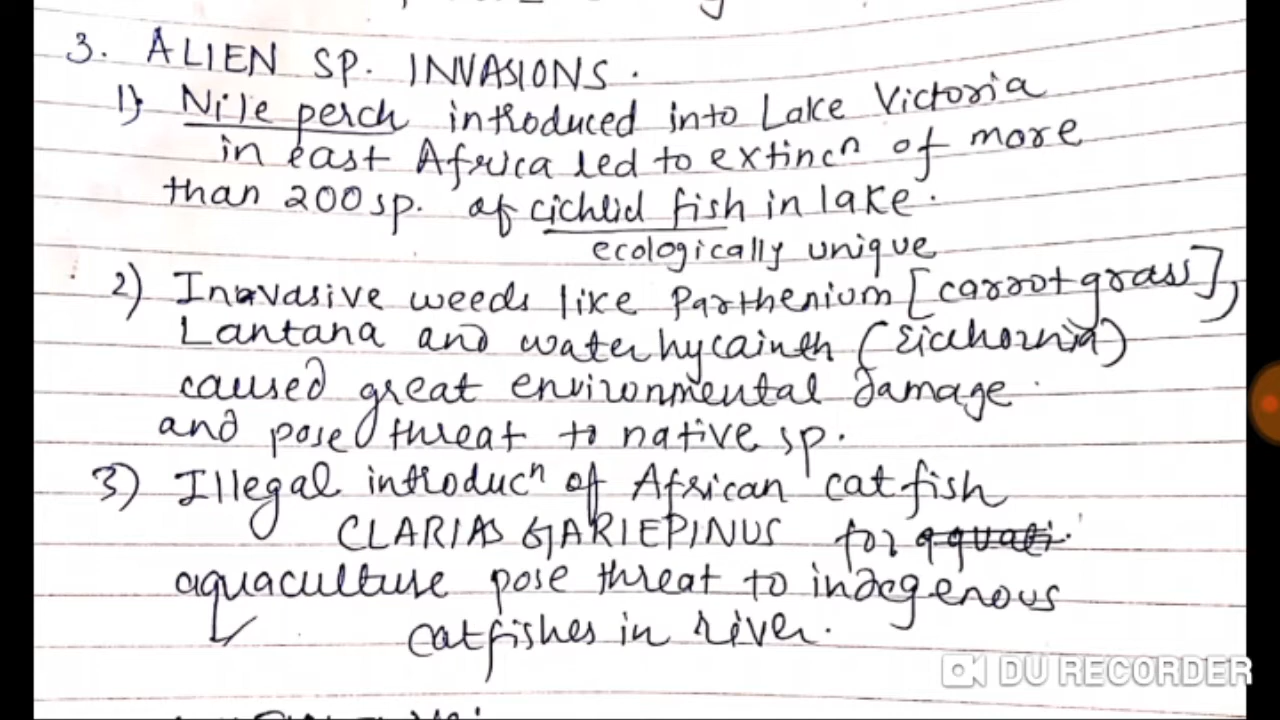 3. ALIEN SP. INVASIONS.
1) Nile perch introduced into Lake Victoria
in east Africa led to extincⁿ of more
than 200 sp. of cichlid fish in lake.
ecologically unique
2) Inavasive weeds like Parthenium [carrot grass],
Lantana and water hycainth (Eichornia)
caused great environmental damage.
and pose threat to native sp.
3) Illegal introducⁿ of African catfish
CLARIAS GARIEPINUS for
aquaculture pose threat to indegenous
catfishes in river.
DU RECORDER